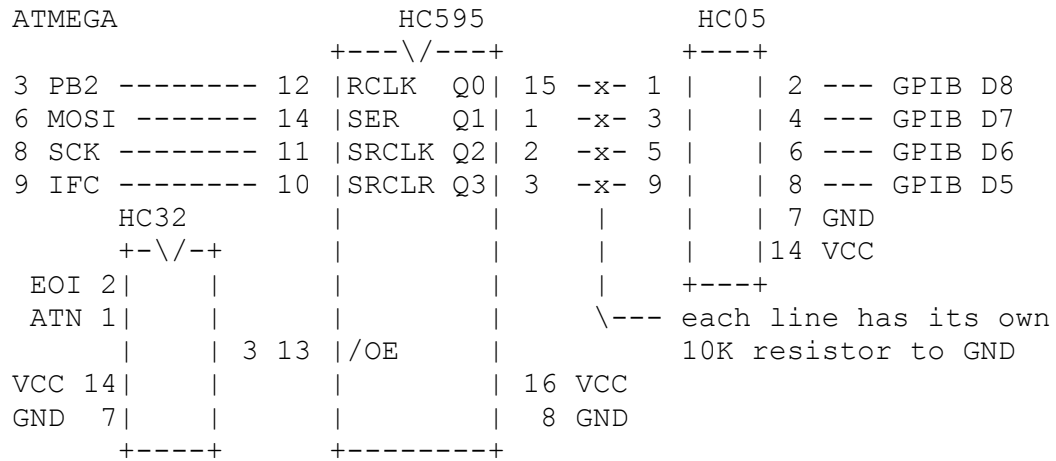 ATMEGA                 HC595             HC05
                    +---\/---+           +---+
3 PB2 -------- 12 |RCLK  Q0| 15 -x- 1 |   | 2 --- GPIB D8
6 MOSI ------- 14 |SER   Q1| 1  -x- 3 |   | 4 --- GPIB D7
8 SCK -------- 11 |SRCLK Q2| 2  -x- 5 |   | 6 --- GPIB D6
9 IFC -------- 10 |SRCLR Q3| 3  -x- 9 |   | 8 --- GPIB D5
      HC32          |        |     |    |   | 7 GND
      +-\/-+        |        |     |    |   |14 VCC
 EOI 2|    |        |        |     |    +---+
 ATN 1|    |        |        |     \--- each line has its own
      |    | 3 13 |/OE     |          10K resistor to GND
VCC 14|    |        |        | 16 VCC
GND  7|    |        |        |  8 GND
      +----+        +--------+